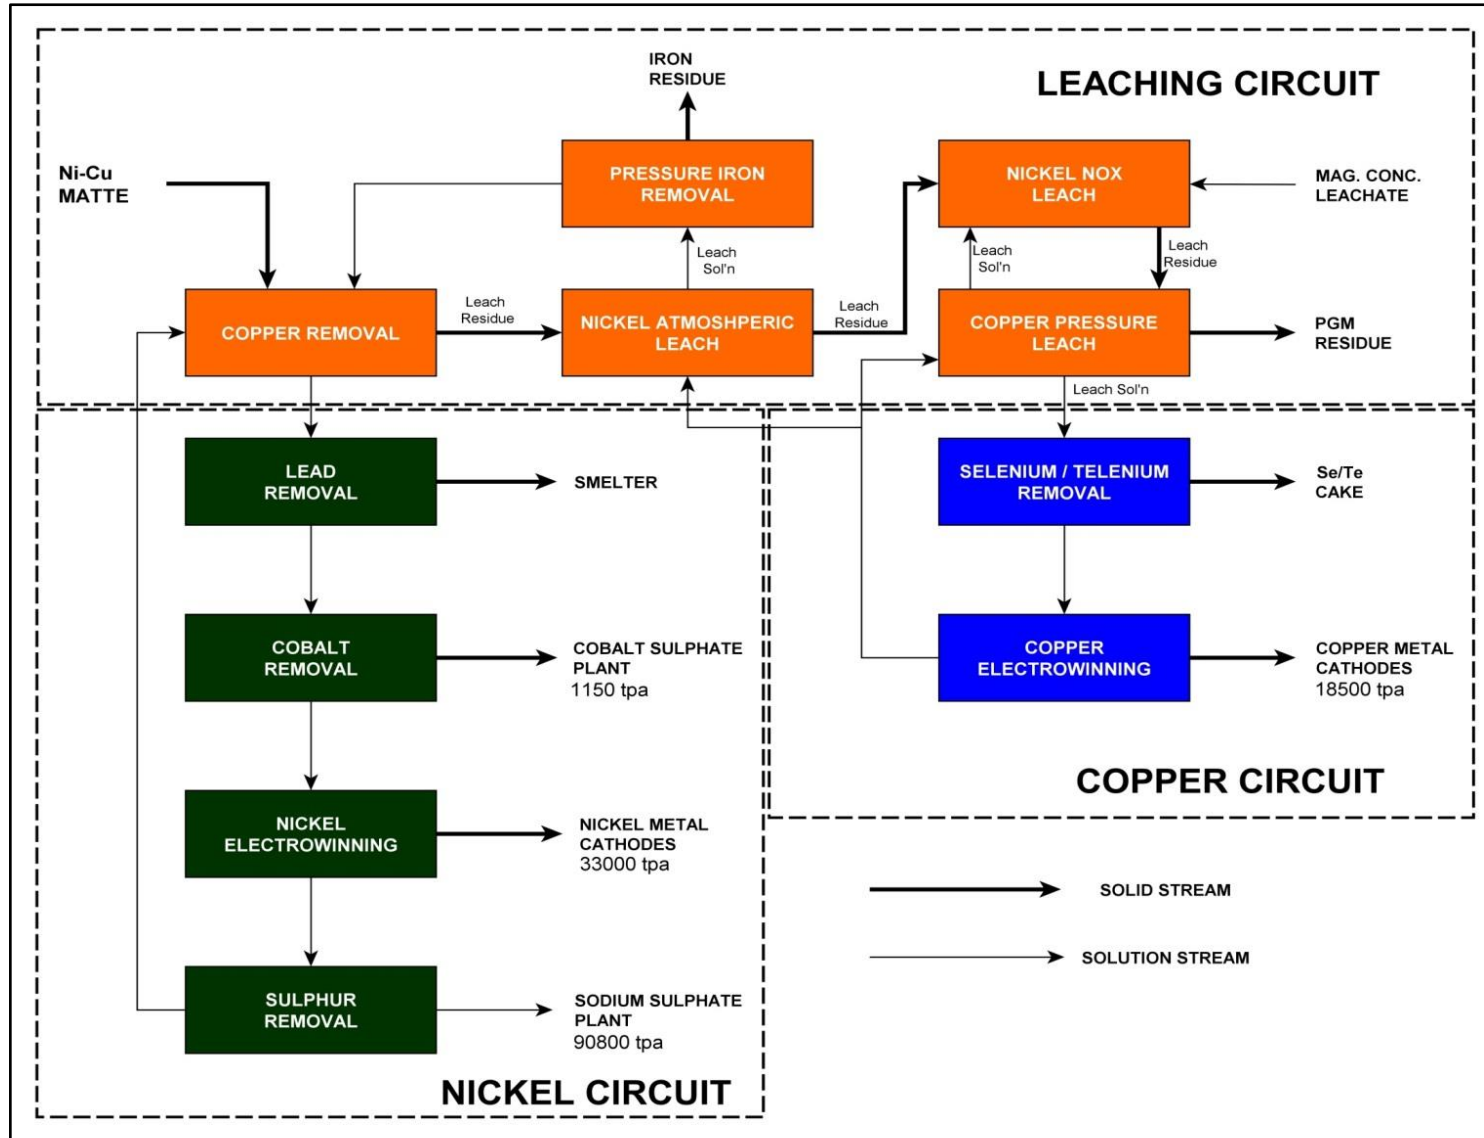 IRON
RESIDUE
LEACHING CIRCUIT
Ni-Cu
MATTE
PRESSURE IRON
REMOVAL
NICKEL NOX
LEACH
MAG. CONC.
LEACHATE
Leach
Sol'n
Leach
Sol'n
Leach
Residue
COPPER REMOVAL
Leach
Residue
NICKEL ATMOSHPERIC
LEACH
Leach
Residue
COPPER PRESSURE
LEACH
PGM
RESIDUE
Leach Sol'n
LEAD
REMOVAL
SMELTER
COBALT
REMOVAL
COBALT SULPHATE
PLANT
1150 tpa
NICKEL
ELECTROWINNING
NICKEL METAL
CATHODES
33000 tpa
SULPHUR
REMOVAL
SODIUM SULPHATE
PLANT
90800 tpa
NICKEL CIRCUIT
SELENIUM / TELENIUM
REMOVAL
Se/Te
CAKE
COPPER
ELECTROWINNING
COPPER METAL
CATHODES
18500 tpa
COPPER CIRCUIT
SOLID STREAM
SOLUTION STREAM